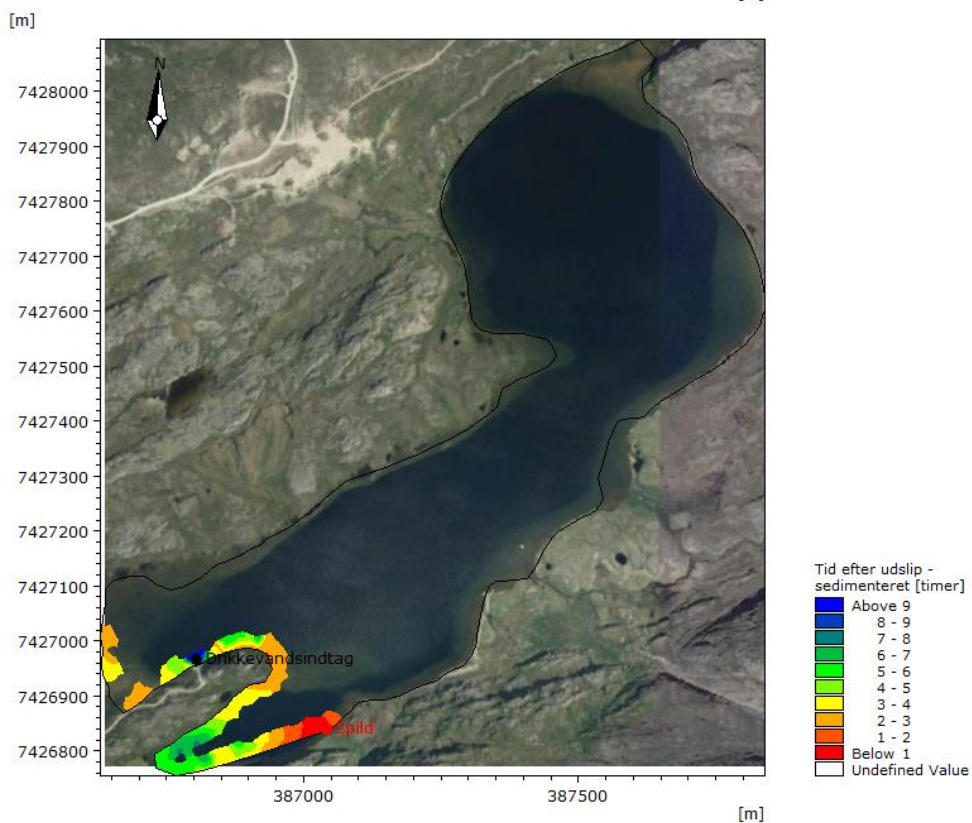 [m]
N
7428000
7427900
7427800
7427700
7427600
7427500
7427400
7427300
7427200
7427100
7427000
7426900
7426800
Drikkevandsindtag
Spild
387000
387500
[m]
Tid efter udslip -
sedimenteret [timer]
Above 9
8 - 9
7 - 8
6 - 7
5 - 6
4 - 5
3 - 4
2 - 3
1 - 2
Below 1
Undefined Value